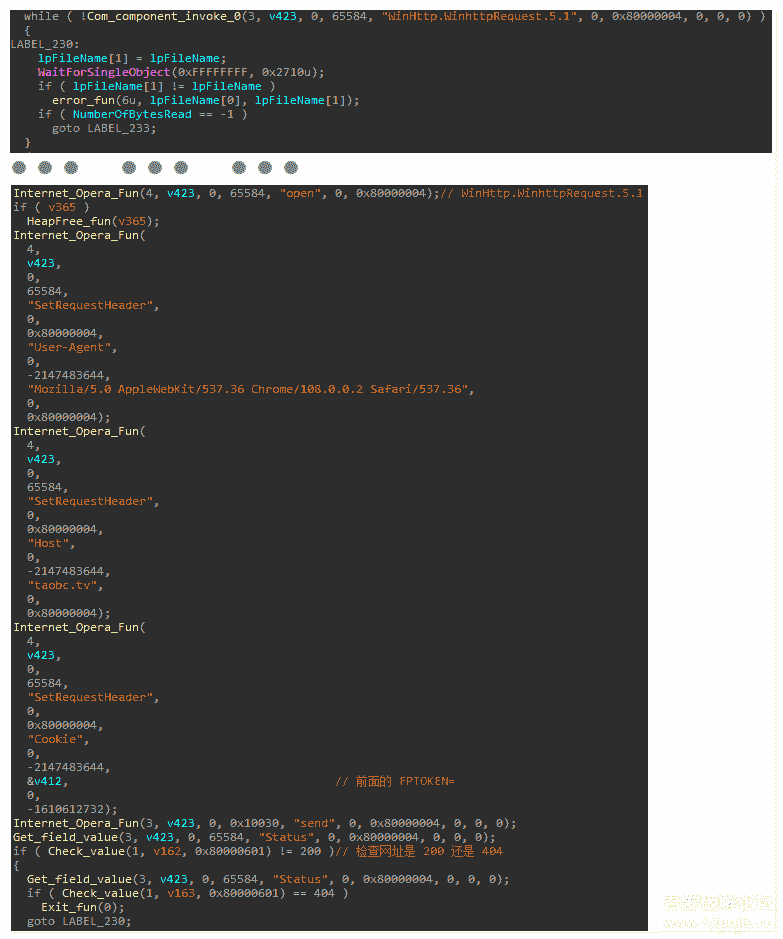 while ( !Com_component_invoke_0(3, v423, 0, 65584, "WinHttp.WinhttpRequest.5.1", 0, 0x80000004, 0, 0, 0) )
{
LABEL_230:
lpFileName[1] = lpFileName;
WaitForSingleObject(0xFFFFFFFF, 0x2710u);
if ( lpFileName[1] != lpFileName )
error_fun(6u, lpFileName[0], lpFileName[1]);
if ( NumberOfBytesRead == -1 )
goto LABEL_233;
}
Internet_Opera_Fun(4, v423, 0, 65584, "open", 0, 0x80000004);// WinHttp.WinhttpRequest.5.1
if ( v365 )
HeapFree_fun(v365);
Internet_Opera_Fun(
4,
v423,
0,
65584,
"SetRequestHeader",
0,
0x80000004,
"User-Agent",
0,
-2147483644,
"Mozilla/5.0 AppleWebKit/537.36 Chrome/108.0.0.2 Safari/537.36",
0,
0x80000004);
Internet_Opera_Fun(
4,
v423,
0,
65584,
"SetRequestHeader",
0,
0x80000004,
"Host",
0,
-2147483644,
"taobc.tv",
0,
0x80000004);
Internet_Opera_Fun(
4,
v423,
0,
65584,
"SetRequestHeader",
0,
0x80000004,
"Cookie",
0,
-2147483644,
&v412, // 前面的 FPTOKEN=
0,
-1610612732);
Internet_Opera_Fun(3, v423, 0, 0x10030, "send", 0, 0x80000004, 0, 0, 0);
Get_field_value(3, v423, 0, 65584, "Status", 0, 0x80000004, 0, 0, 0);
if ( Check_value(1, v162, 0x80000601) != 200 )// 检查网址是 200 还是 404
{
Get_field_value(3, v423, 0, 65584, "Status", 0, 0x80000004, 0, 0, 0);
if ( Check_value(1, v163, 0x80000601) == 404 )
Exit_fun(0);
goto LABEL_230;